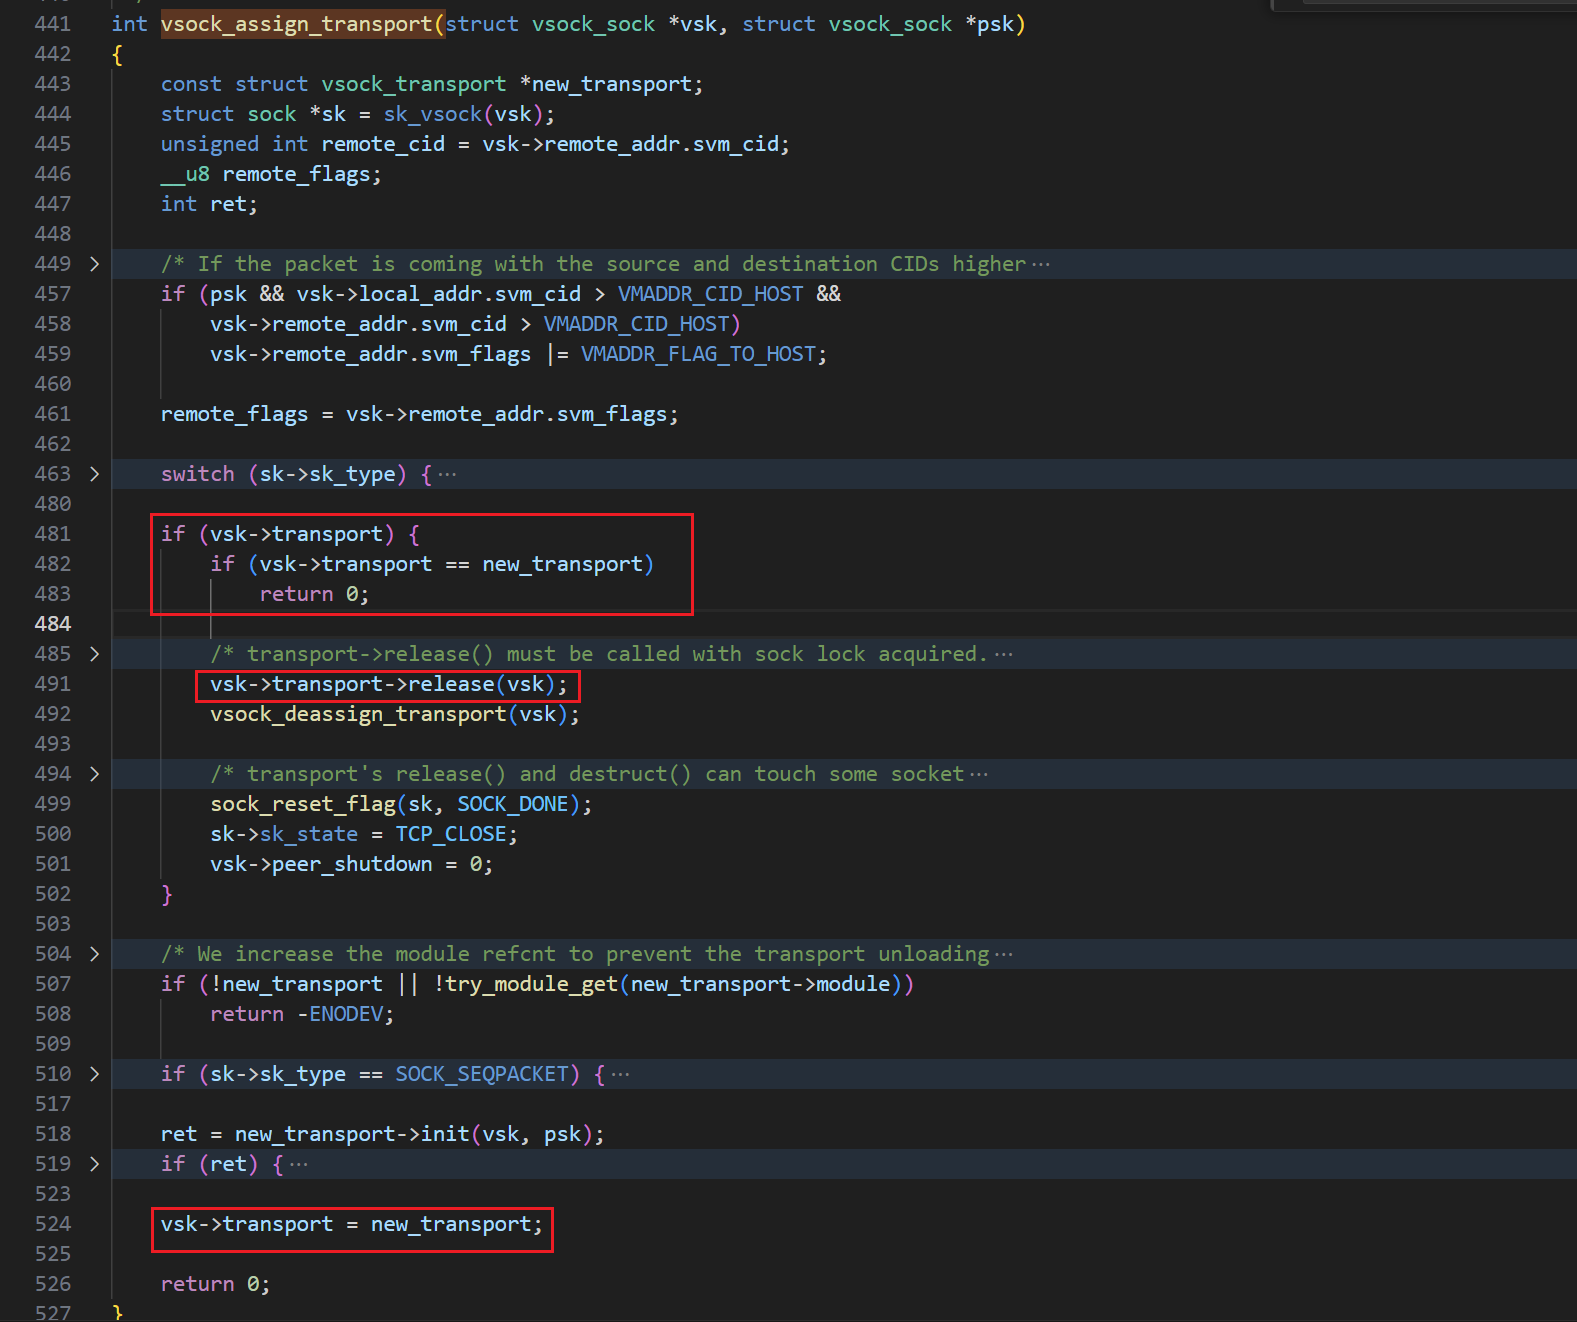 441 int vsock_assign_transport(struct vsock_sock *vsk, struct vsock_sock *psk)
442 {
443     const struct vsock_transport *new_transport;
444     struct sock *sk = sk_vsock(vsk);
445     unsigned int remote_cid = vsk->remote_addr.svm_cid;
446     __u8 remote_flags;
447     int ret;
448
449 >     /* If the packet is coming with the source and destination CIDs higher ···
457     if (psk && vsk->local_addr.svm_cid > VMADDR_CID_HOST &&
458         vsk->remote_addr.svm_cid > VMADDR_CID_HOST)
459         vsk->remote_addr.svm_flags |= VMADDR_FLAG_TO_HOST;
460
461     remote_flags = vsk->remote_addr.svm_flags;
462
463 >     switch (sk->sk_type) { ···
480
481     if (vsk->transport) {
482         if (vsk->transport == new_transport)
483             return 0;
484
485 >         /* transport->release() must be called with sock lock acquired. ···
491         vsk->transport->release(vsk);
492         vsock_deassign_transport(vsk);
493
494 >         /* transport's release() and destruct() can touch some socket ···
499         sock_reset_flag(sk, SOCK_DONE);
500         sk->sk_state = TCP_CLOSE;
501         vsk->peer_shutdown = 0;
502     }
503
504 >     /* We increase the module refcnt to prevent the transport unloading ···
507     if (!new_transport || !try_module_get(new_transport->module))
508         return -ENODEV;
509
510 >     if (sk->sk_type == SOCK_SEQPACKET) { ···
517
518     ret = new_transport->init(vsk, psk);
519 >     if (ret) { ···
523
524     vsk->transport = new_transport;
525
526     return 0;
527 }